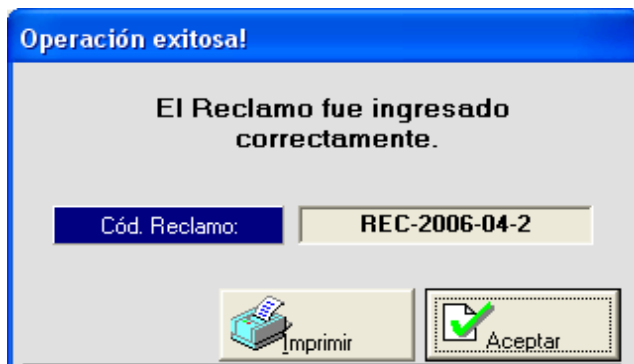 Operación exitosa!
El Reclamo fue ingresado
correctamente.
Cód. Reclamo: REC-2006-04-2
Imprimir Aceptar